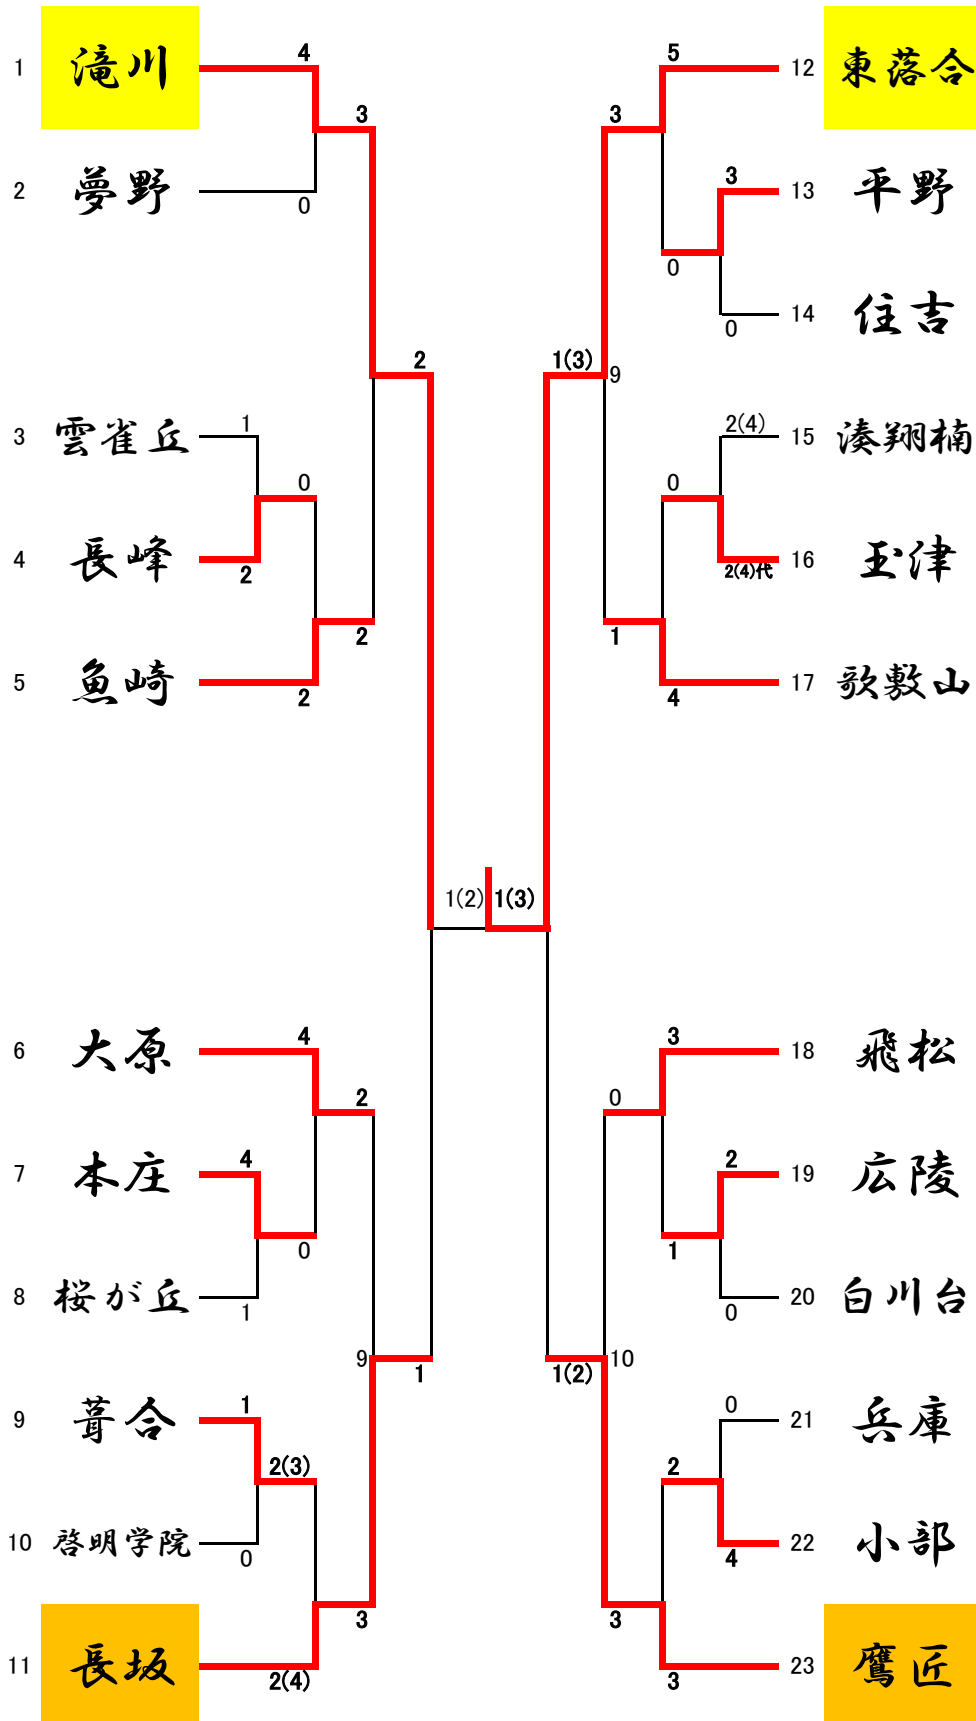 1 滝川 4
3
2 夢野 0
2
3 雲雀丘 1
0
4 長峰 2
2
5 魚崎 2
1(2)
6 大原 4
2
7 本庄 4
0
8 桜が丘 1
9
1
9 葺合 1
2(3)
10 啓明学院 0
3
11 長坂 2(4)
5 12 東落合
3
3 13 平野
0
0 14 住吉
1(3) 9
2(4) 15 湊翔楠
0
2(4)代 16 玉津
1
4 17 歌敷山
1(3)
3 18 飛松
0
2 19 広陵
1
0 20 白川台
1(2) 10
0 21 兵庫
2
4 22 小部
3
3 23 鷹匠